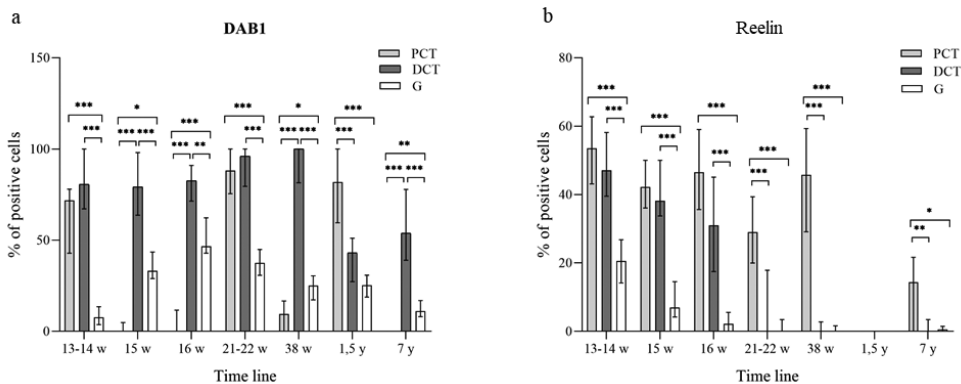 a
DAB1
PCT
DCT
G
% of positive cells
150
100
50
0
*** * *** *** * *** **
*** *** *** *** ** *** *** *** *** *** ***
13-14 w 15 w 16 w 21-22 w 38 w 1,5 y 7 y
Time line
b
Reelin
PCT
DCT
G
% of positive cells
80
60
40
20
0
*** *** *** *** *** *
*** *** *** *** *** **
13-14 w 15 w 16 w 21-22 w 38 w 1,5 y 7 y
Time line